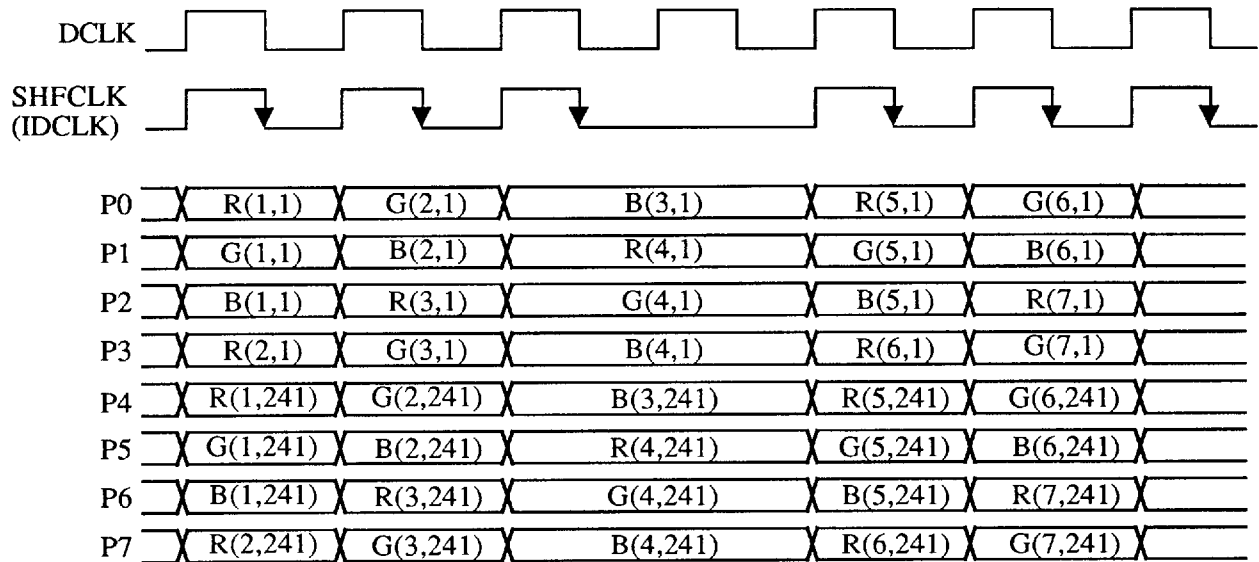 DCLK
SHFCLK
(IDCLK)
P0 R(1,1) G(2,1) B(3,1) R(5,1) G(6,1)
P1 G(1,1) B(2,1) R(4,1) G(5,1) B(6,1)
P2 B(1,1) R(3,1) G(4,1) B(5,1) R(7,1)
P3 R(2,1) G(3,1) B(4,1) R(6,1) G(7,1)
P4 R(1,241) G(2,241) B(3,241) R(5,241) G(6,241)
P5 G(1,241) B(2,241) R(4,241) G(5,241) B(6,241)
P6 B(1,241) R(3,241) G(4,241) B(5,241) R(7,241)
P7 R(2,241) G(3,241) B(4,241) R(6,241) G(7,241)